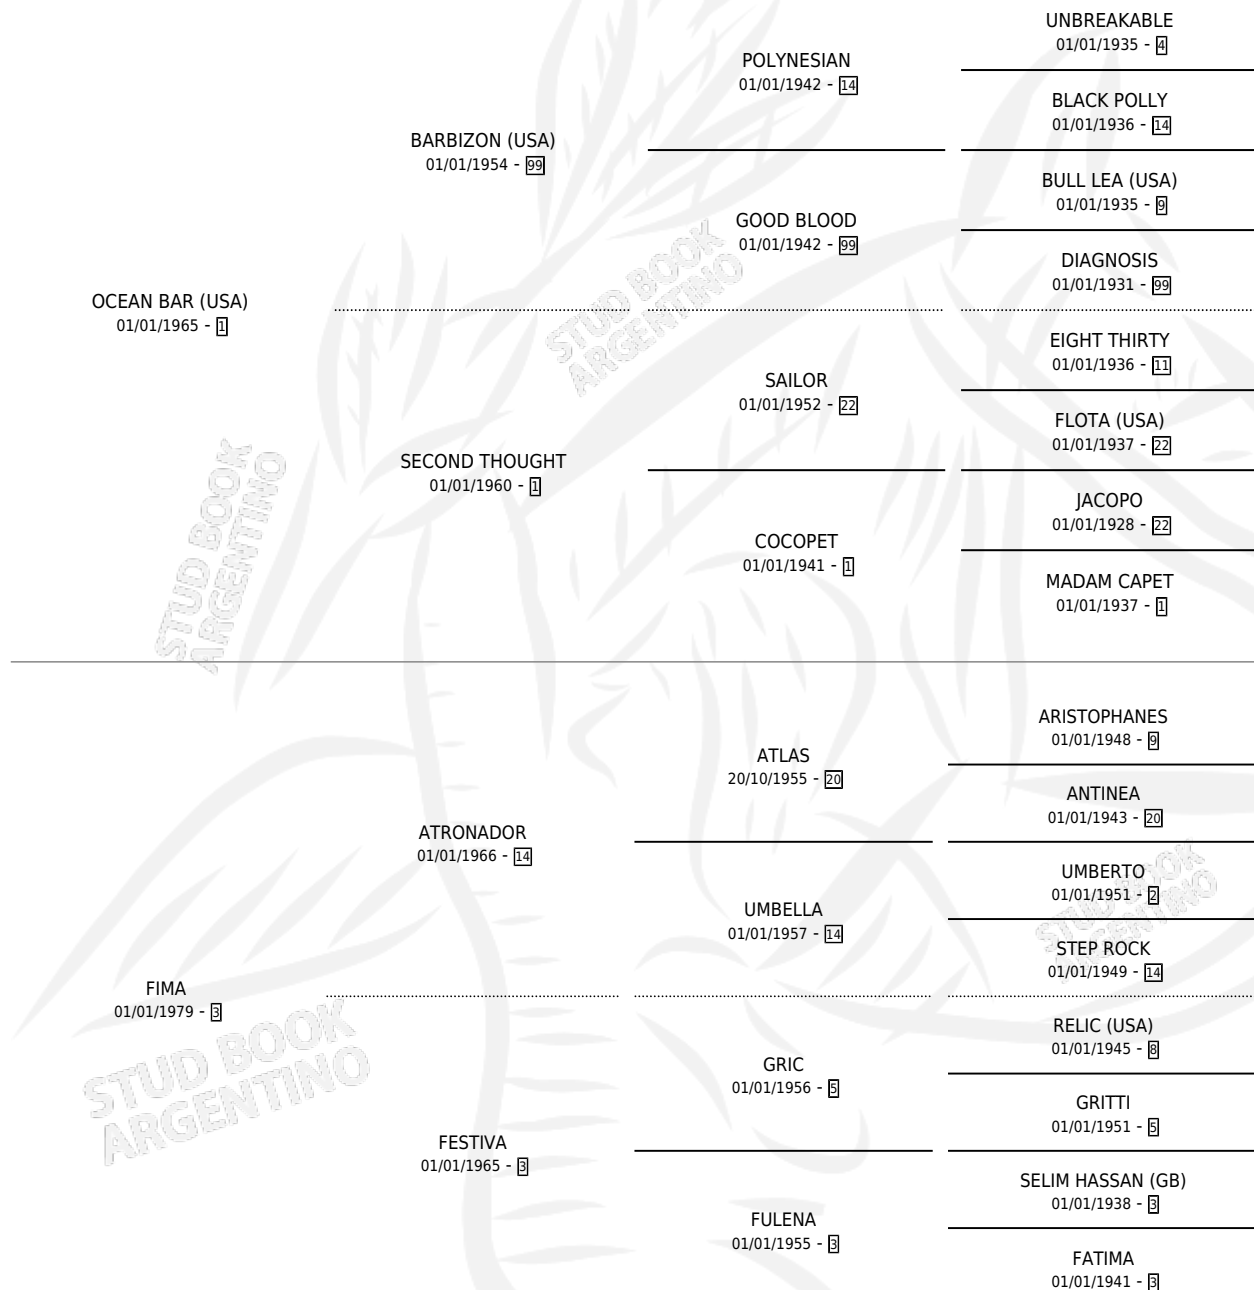 UNBREAKABLE
01/01/1935 - 4
POLYNESIAN
01/01/1942 - 14
BLACK POLLY
01/01/1936 - 14
BARBIZON (USA)
01/01/1954 - 99
BULL LEA (USA)
01/01/1935 - 9
GOOD BLOOD
01/01/1942 - 99
DIAGNOSIS
01/01/1931 - 99
OCEAN BAR (USA)
01/01/1965 - 1
EIGHT THIRTY
01/01/1936 - 11
SAILOR
01/01/1952 - 22
FLOTA (USA)
01/01/1937 - 22
SECOND THOUGHT
01/01/1960 - 1
JACOPO
01/01/1928 - 22
COCOPET
01/01/1941 - 1
MADAM CAPET
01/01/1937 - 1
ARISTOPHANES
01/01/1948 - 9
ATLAS
20/10/1955 - 20
ANTINEA
01/01/1943 - 20
ATRONADOR
01/01/1966 - 14
UMBERTO
01/01/1951 - 2
UMBELLA
01/01/1957 - 14
STEP ROCK
01/01/1949 - 14
FIMA
01/01/1979 - 3
RELIC (USA)
01/01/1945 - 8
GRIC
01/01/1956 - 5
GRITTI
01/01/1951 - 5
FESTIVA
01/01/1965 - 3
SELIM HASSAN (GB)
01/01/1938 - 3
FULENA
01/01/1955 - 3
FATIMA
01/01/1941 - 3
STUD BOOK
ARGENTINO
STUD BOOK
ARGENTINO
STUD BOOK
ARGENTINO
STUD BOOK
ARGENTINO